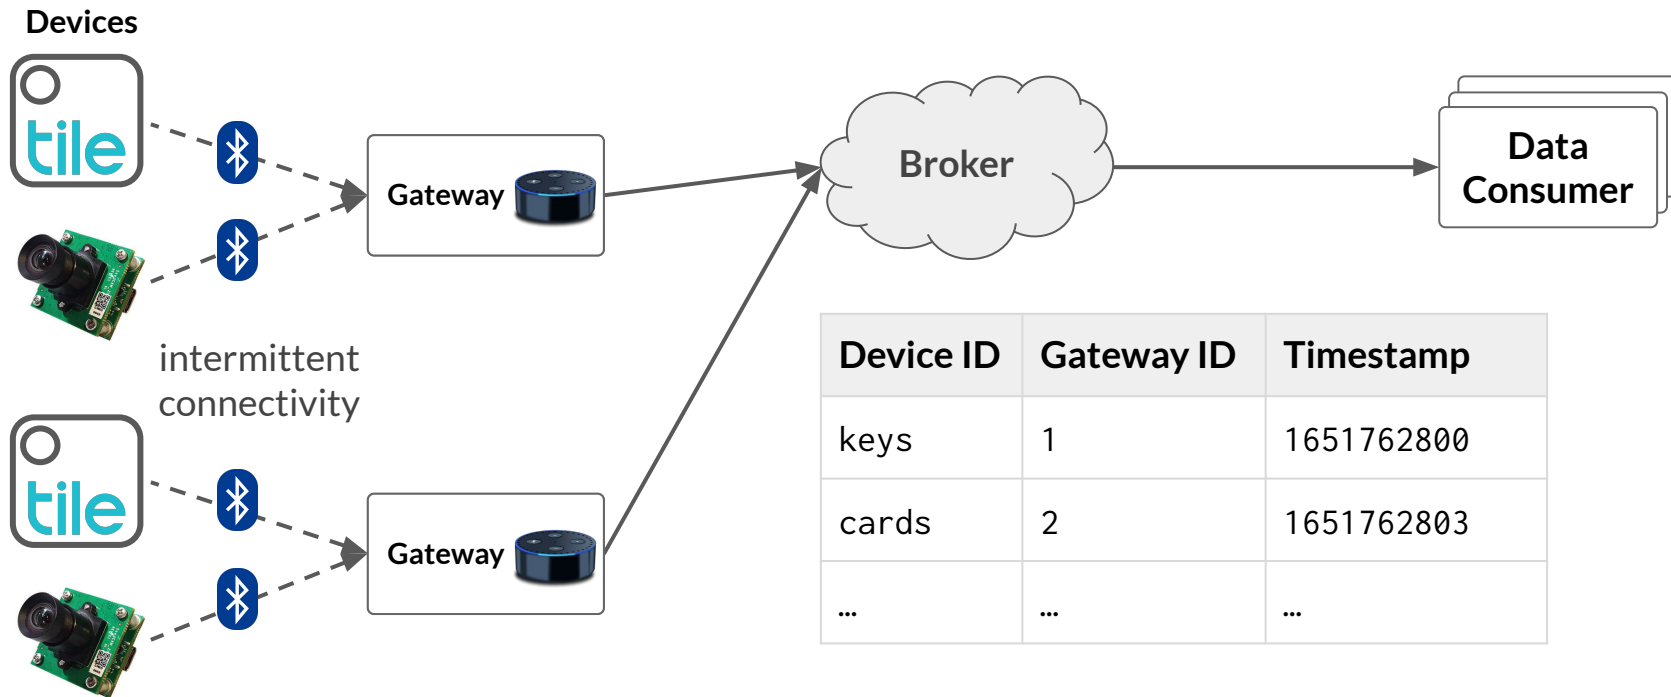 Devices
tile
Gateway
intermittent
connectivity
tile
Gateway
Broker
Data
Consumer
Device ID Gateway ID Timestamp
keys 1 1651762800
cards 2 1651762803
… … …